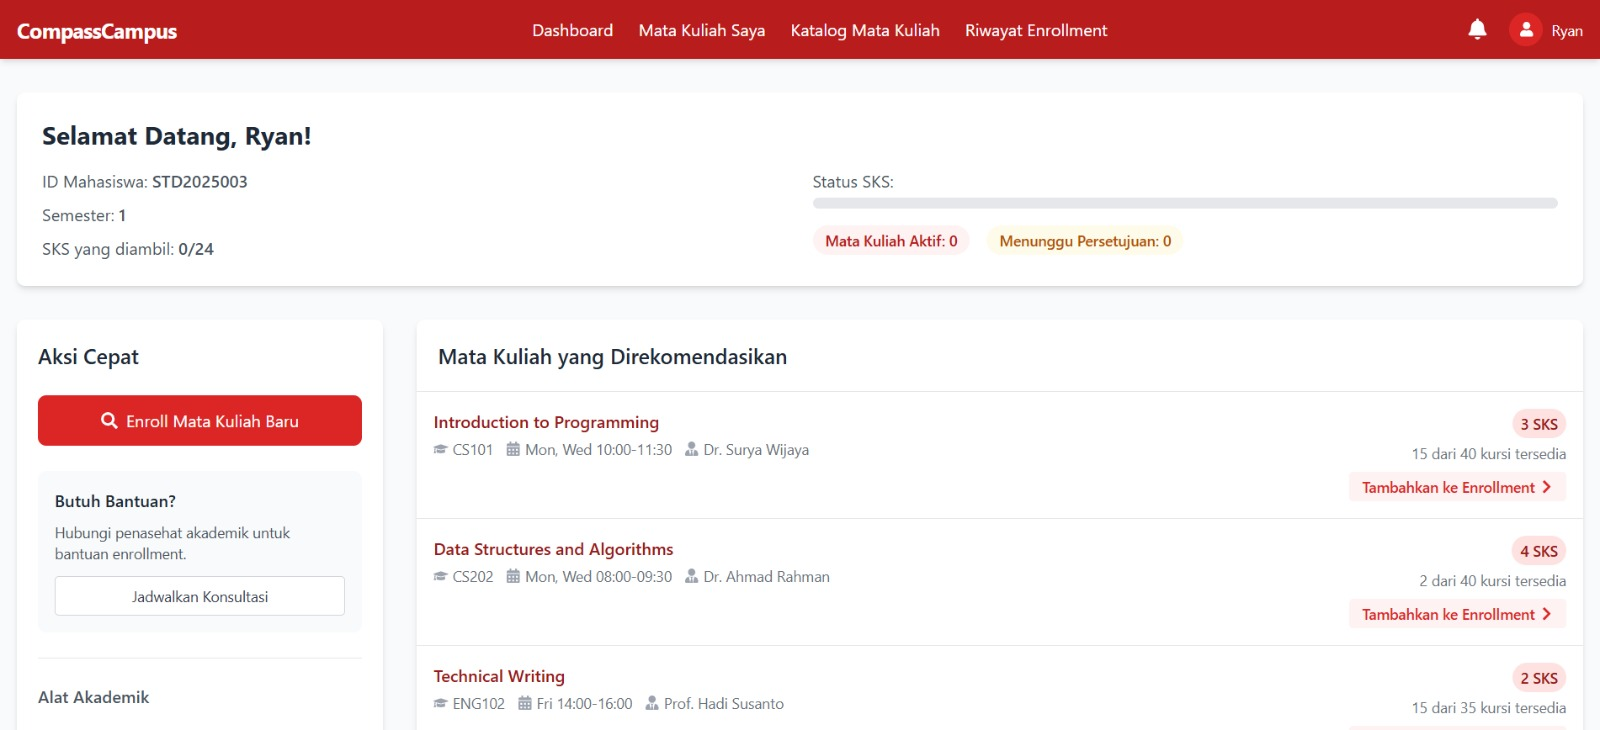 CompassCampus
Dashboard Mata Kuliah Saya Katalog Mata Kuliah Riwayat Enrollment
Ryan
Selamat Datang, Ryan!
ID Mahasiswa: STD2025003
Semester: 1
SKS yang diambil: 0/24
Status SKS:
Mata Kuliah Aktif: 0 Menunggu Persetujuan: 0
Aksi Cepat
Enroll Mata Kuliah Baru
Butuh Bantuan?
Hubungi penasehat akademik untuk
bantuan enrollment.
Jadwalkan Konsultasi
Alat Akademik
Mata Kuliah yang Direkomendasikan
Introduction to Programming
CS101 Mon, Wed 10:00-11:30 Dr. Surya Wijaya
3 SKS
15 dari 40 kursi tersedia
Tambahkan ke Enrollment
Data Structures and Algorithms
CS202 Mon, Wed 08:00-09:30 Dr. Ahmad Rahman
4 SKS
2 dari 40 kursi tersedia
Tambahkan ke Enrollment
Technical Writing
ENG102 Fri 14:00-16:00 Prof. Hadi Susanto
2 SKS
15 dari 35 kursi tersedia